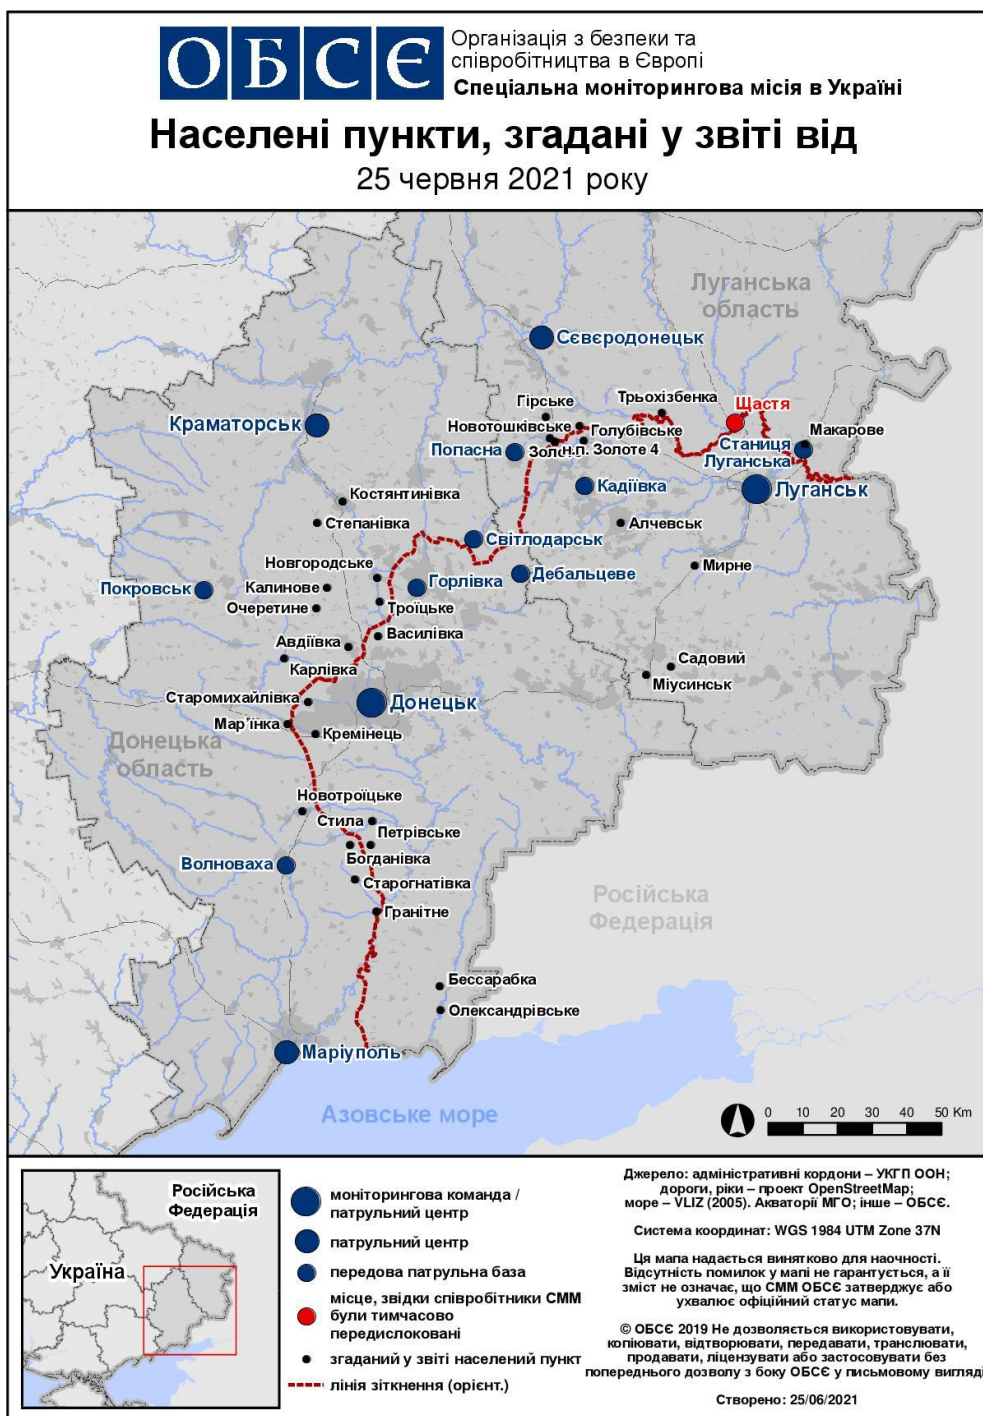 ОБСЄ
Організація з безпеки та
співробітництва в Європі
Спеціальна моніторингова місія в Україні
Населені пункти, згадані у звіті від
25 червня 2021 року
Луганська
область
Сєвєродонецьк
Трьохізбенка
Щастя
Гірське
Краматорськ
Новотошківське
Голубівське
Макарове
Станиця
Луганська
Попасна
Золоте
н.п. Золоте 4
Кадіївка
Луганськ
Костянтинівка
Степанівка
Алчевськ
Світлодарськ
Новгородське
Мирне
Дебальцеве
Покровськ
Калинове
Горлівка
Очеретине
Троїцьке
Авдіївка
Василівка
Карлівка
Садовий
Міусинськ
Старомихайлівка
Донецьк
Мар'їнка
Кремінець
Донецька
область
Новотроїцьке
Стила
Петрівське
Богданівка
Волноваха
Старогнатівка
Російська
Федерація
Гранітне
Бессарабка
Олександрівське
Маріуполь
Азовське море
0 10 20 30 40 50 Км
Російська
Федерація
Україна
моніторингова команда /
патрульний центр
патрульний центр
передова патрульна база
місце, звідки співробітники СММ
були тимчасово
передислоковані
згаданий у звіті населений пункт
лінія зіткнення (орієнт.)
Джерело: адміністративні кордони – УКГП ООН;
дороги, ріки – проект OpenStreetMap;
море – VLIZ (2005). Акваторії МГО; інше – ОБСЄ.
Система координат: WGS 1984 UTM Zone 37N
Ця мапа надається винятково для наочності.
Відсутність помилок у мапі не гарантується, а її
зміст не означає, що СММ ОБСЄ затверджує або
ухвалює офіційний статус мапи.
© ОБСЄ 2019 Не дозволяється використовувати,
копіювати, відтворювати, передавати, транслювати,
продавати, ліцензувати або застосовувати без
попереднього дозволу з боку ОБСЄ у письмовому вигляді
Створено: 25/06/2021